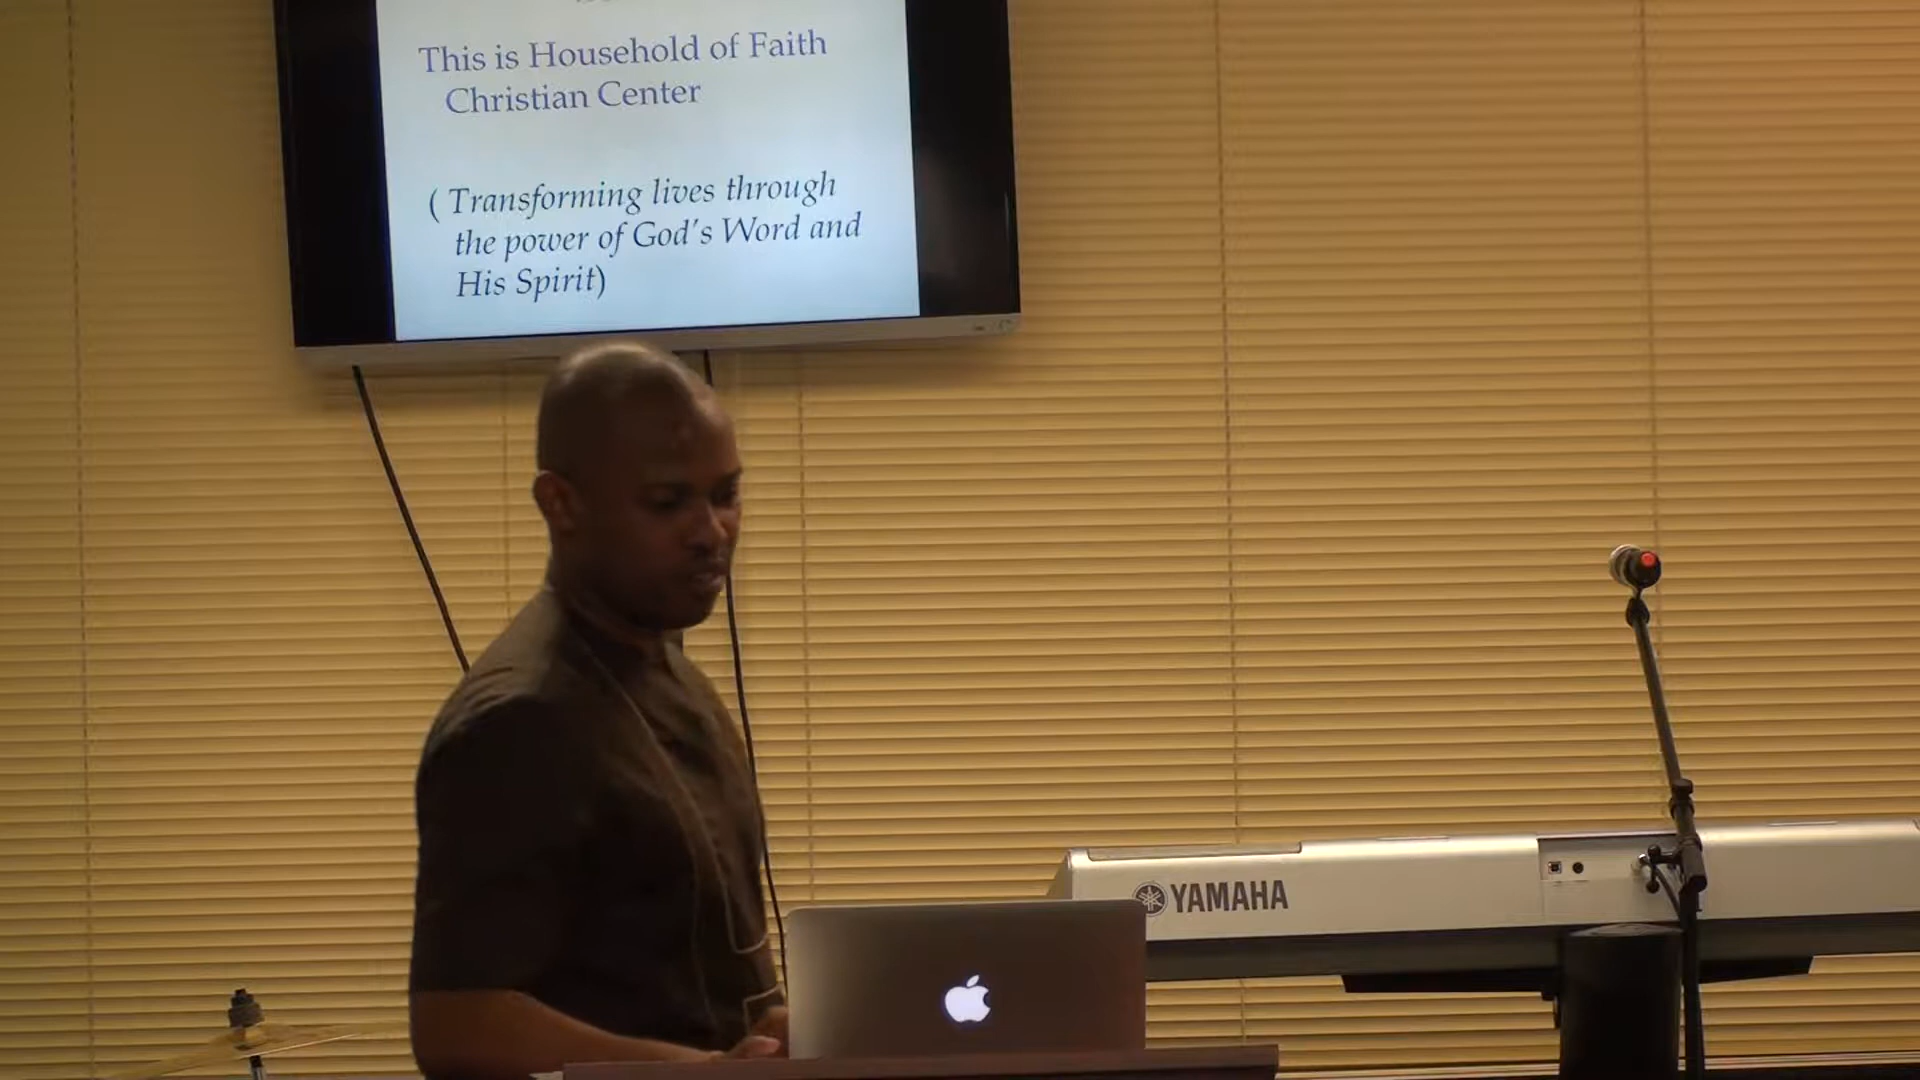 This is Household of Faith
Christian Center
( Transforming lives through
the power of God's Word and
His Spirit)
YAMAHA